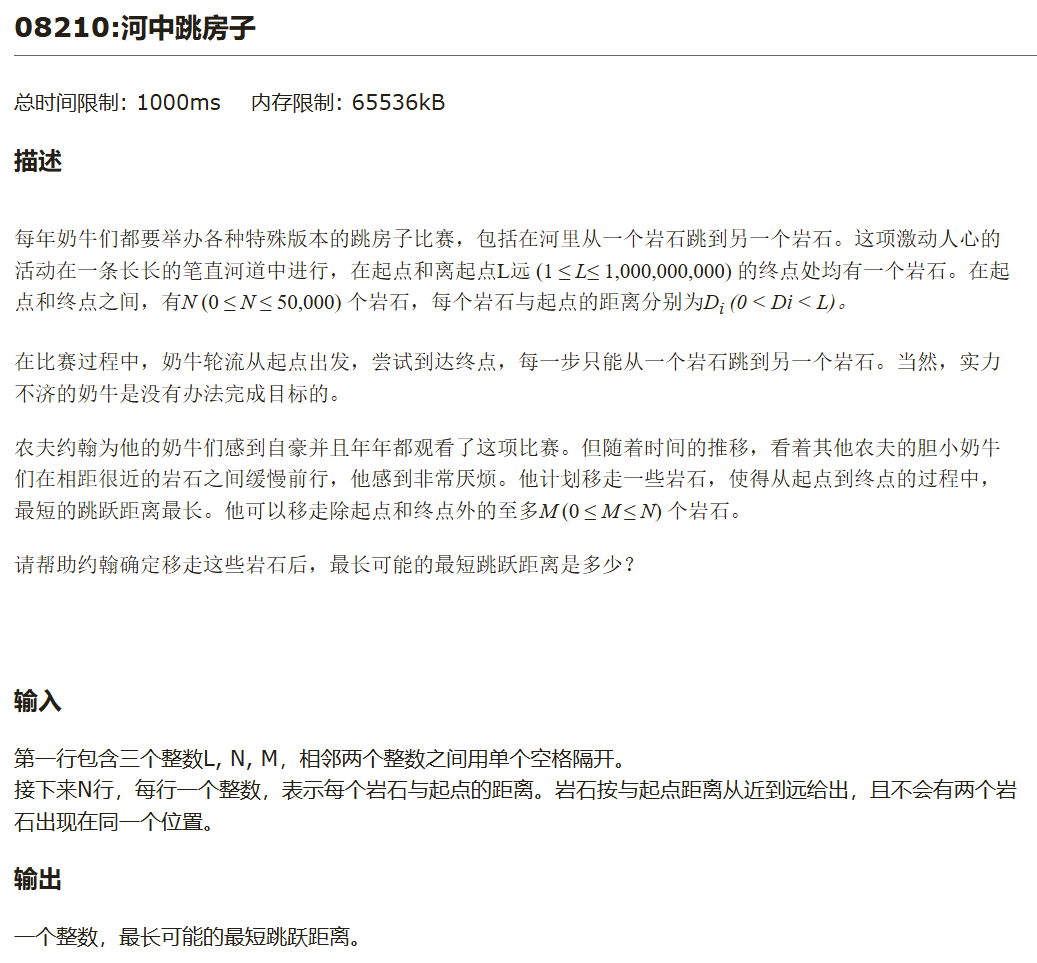 08210:河中跳房子
总时间限制: 1000ms 内存限制: 65536kB
描述
每年奶牛们都要举办各种特殊版本的跳房子比赛，包括在河里从一个岩石跳到另一个岩石。这项激动人心的
活动在一条长长的笔直河道中进行，在起点和离起点L远 (1 ≤ L≤ 1,000,000,000) 的终点处均有一个岩石。在起
点和终点之间，有N (0 ≤ N ≤ 50,000) 个岩石，每个岩石与起点的距离分别为Di (0 < Di < L)。
在比赛过程中，奶牛轮流从起点出发，尝试到达终点，每一步只能从一个岩石跳到另一个岩石。当然，实力
不济的奶牛是没有办法完成目标的。
农夫约翰为他的奶牛们感到自豪并且年年都观看了这项比赛。但随着时间的推移，看着其他农夫的胆小奶牛
们在相距很近的岩石之间缓慢前行，他感到非常厌烦。他计划移走一些岩石，使得从起点到终点的过程中，
最短的跳跃距离最长。他可以移走除起点和终点外的至多M (0 ≤ M ≤ N) 个岩石。
请帮助约翰确定移走这些岩石后，最长可能的最短跳跃距离是多少？
输入
第一行包含三个整数L, N, M，相邻两个整数之间用单个空格隔开。
接下来N行，每行一个整数，表示每个岩石与起点的距离。岩石按与起点距离从近到远给出，且不会有两个岩
石出现在同一个位置。
输出
一个整数，最长可能的最短跳跃距离。